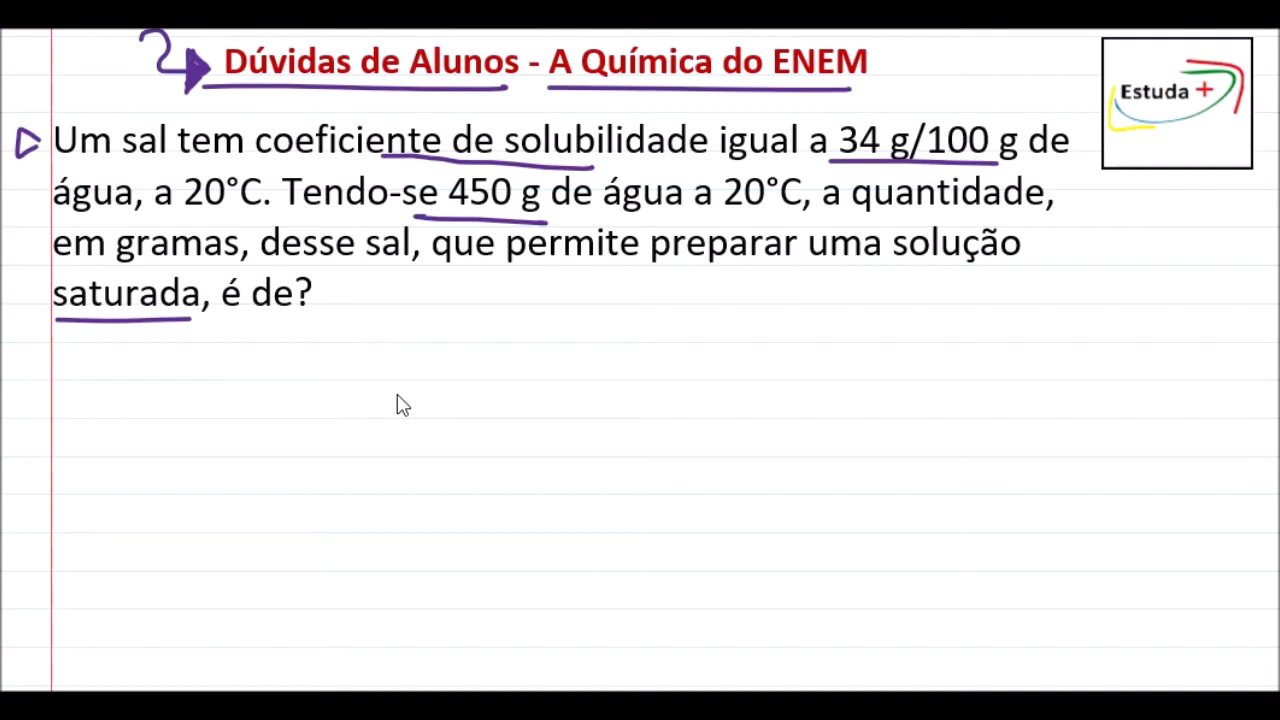 Dúvidas de Alunos - A Química do ENEM
Estuda +
Um sal tem coeficiente de solubilidade igual a 34 g/100 g de
água, a 20°C. Tendo-se 450 g de água a 20°C, a quantidade,
em gramas, desse sal, que permite preparar uma solução
saturada, é de?